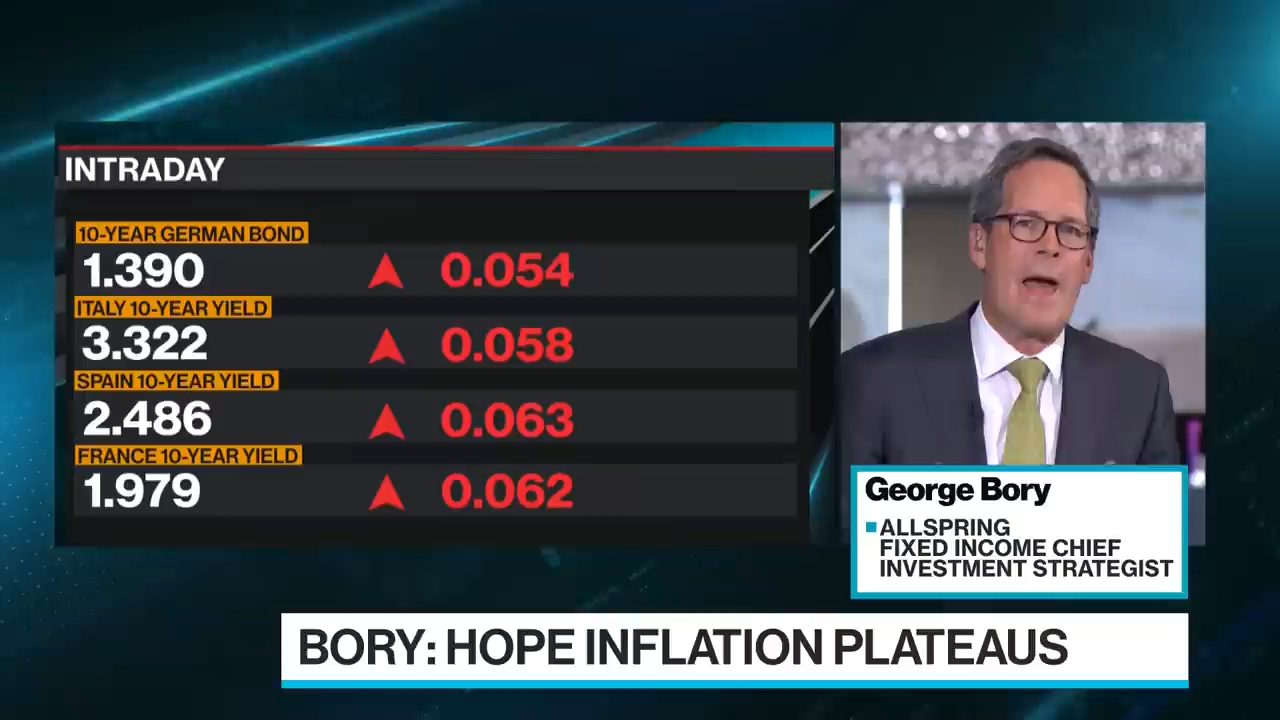 INTRADAY
10-YEAR GERMAN BOND
1.390 0.054
ITALY 10-YEAR YIELD
3.322 0.058
SPAIN 10-YEAR YIELD
2.486 0.063
FRANCE 10-YEAR YIELD
1.979 0.062
George Bory
ALLSPRING
FIXED INCOME CHIEF
INVESTMENT STRATEGIST
BORY: HOPE INFLATION PLATEAUS